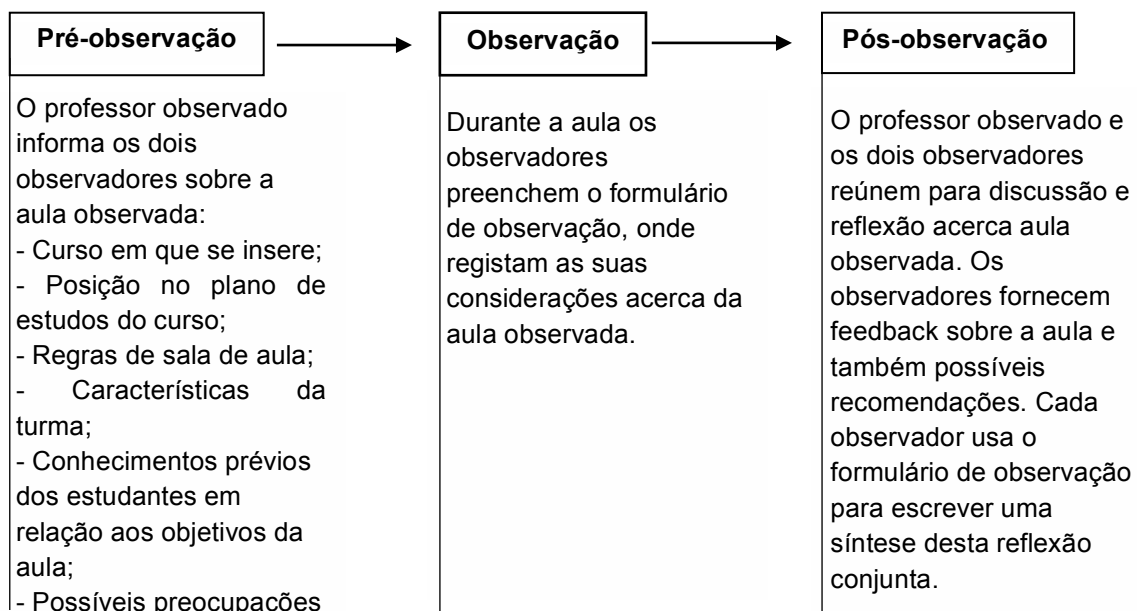 Pré-observação
O professor observado
informa os dois
observadores sobre a
aula observada:
- Curso em que se insere;
- Posição no plano de
estudos do curso;
- Regras de sala de aula;
- Características da
turma;
- Conhecimentos prévios
dos estudantes em
relação aos objetivos da
aula;
- Possíveis preocupações
Observação
Durante a aula os
observadores
preenchem o formulário
de observação, onde
registam as suas
considerações acerca da
aula observada.
Pós-observação
O professor observado e
os dois observadores
reúnem para discussão e
reflexão acerca aula
observada. Os
observadores fornecem
feedback sobre a aula e
também possíveis
recomendações. Cada
observador usa o
formulário de observação
para escrever uma
síntese desta reflexão
conjunta.